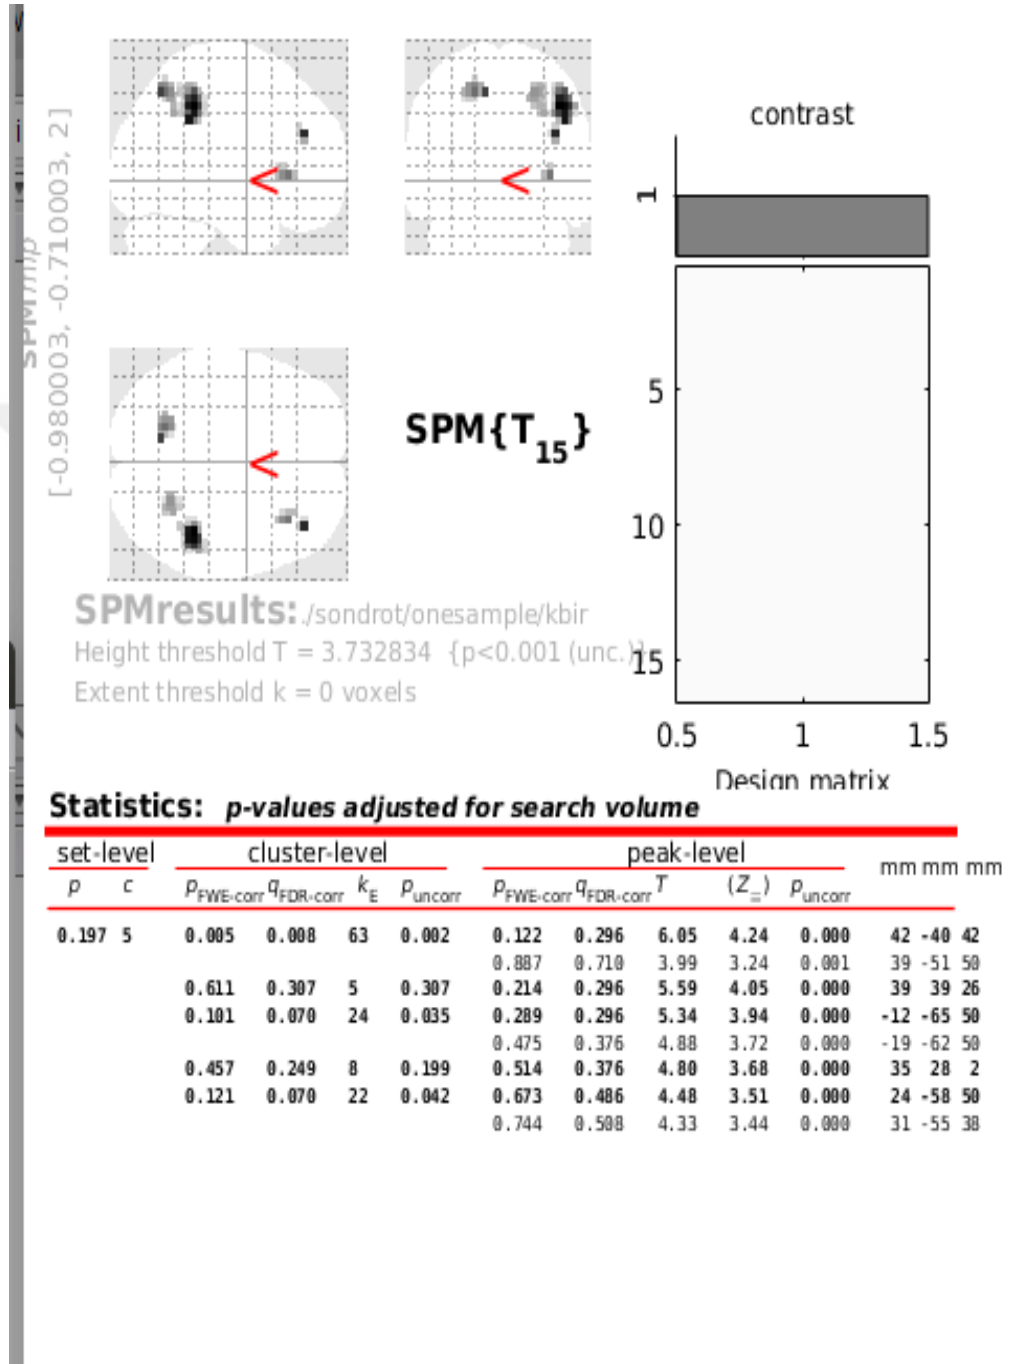 contrast
1
SPMmip
[-0.980003, -0.710003, 2]
<
<
<
SPM{T15}
5
10
15
0.5 1 1.5
Design matrix
SPMresults: ./sondrot/onesample/kbir
Height threshold T = 3.732834 {p<0.001 (unc.)}
Extent threshold k = 0 voxels
Statistics: p-values adjusted for search volume
set-level cluster-level peak-level mm mm mm
p c pFWE-corr qFDR-corr kE puncorr pFWE-corr qFDR-corr T (Z≡) puncorr
0.197 5 0.005 0.008 63 0.002 0.122 0.296 6.05 4.24 0.000 42 -40 42
0.887 0.710 3.99 3.24 0.001 39 -51 50
0.611 0.307 5 0.307 0.214 0.296 5.59 4.05 0.000 39 39 26
0.101 0.070 24 0.035 0.289 0.296 5.34 3.94 0.000 -12 -65 50
0.475 0.376 4.88 3.72 0.000 -19 -62 50
0.457 0.249 8 0.199 0.514 0.376 4.80 3.68 0.000 35 28 2
0.121 0.070 22 0.042 0.673 0.486 4.48 3.51 0.000 24 -58 50
0.744 0.508 4.33 3.44 0.000 31 -55 38